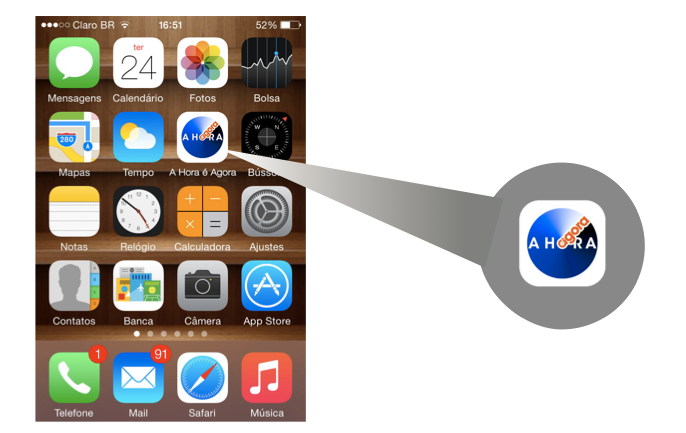 Claro BR 16:51 52%
ter
24
Mensagens Calendário Fotos Bolsa
280
A HORA
agora
N
W E
S
Mapas Tempo A Hora é Agora
Notas Relógio Calculadora Ajustes
Contatos Banca Câmera App Store
1 91
Telefone Mail Safari Música
A HORA
agora